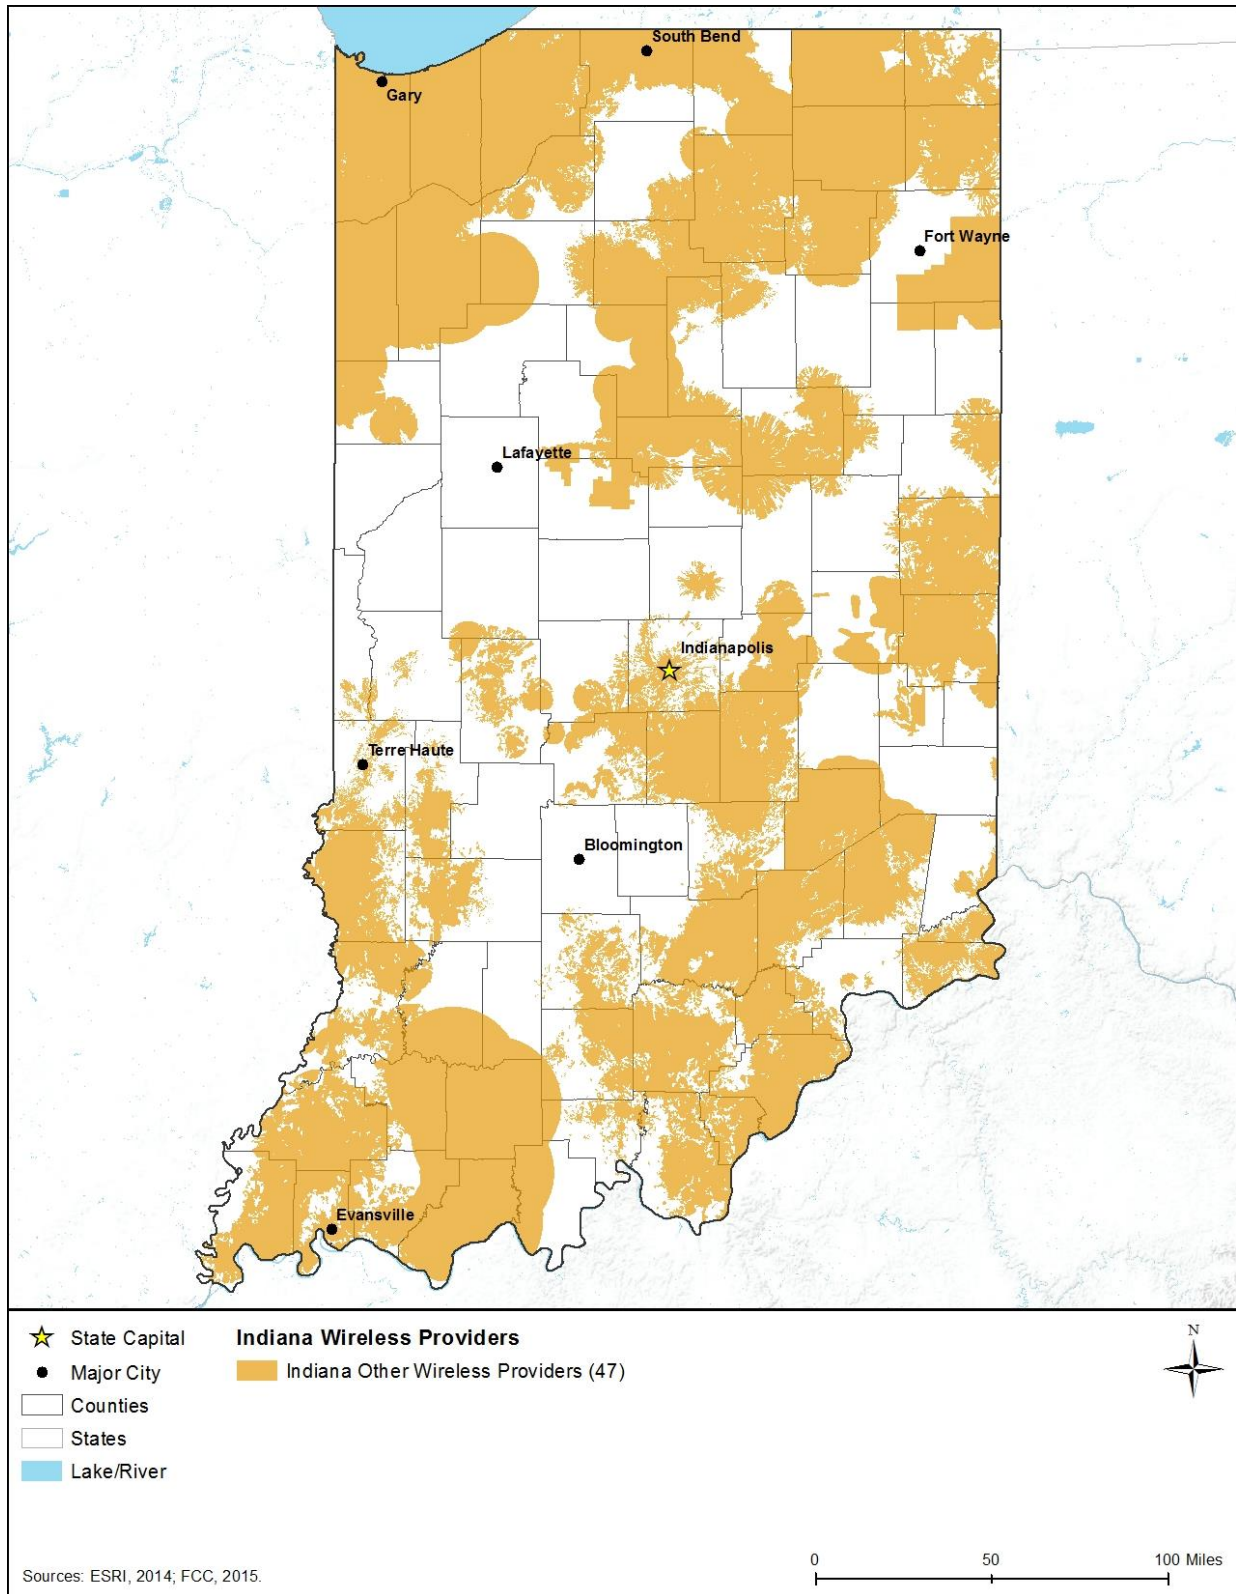 South Bend
Gary
Fort Wayne
Lafayette
Indianapolis
Terre Haute
Bloomington
Evansville
State Capital
Major City
Counties
States
Lake/River
Indiana Wireless Providers
Indiana Other Wireless Providers (47)
N
0 50 100 Miles
Sources: ESRI, 2014; FCC, 2015.